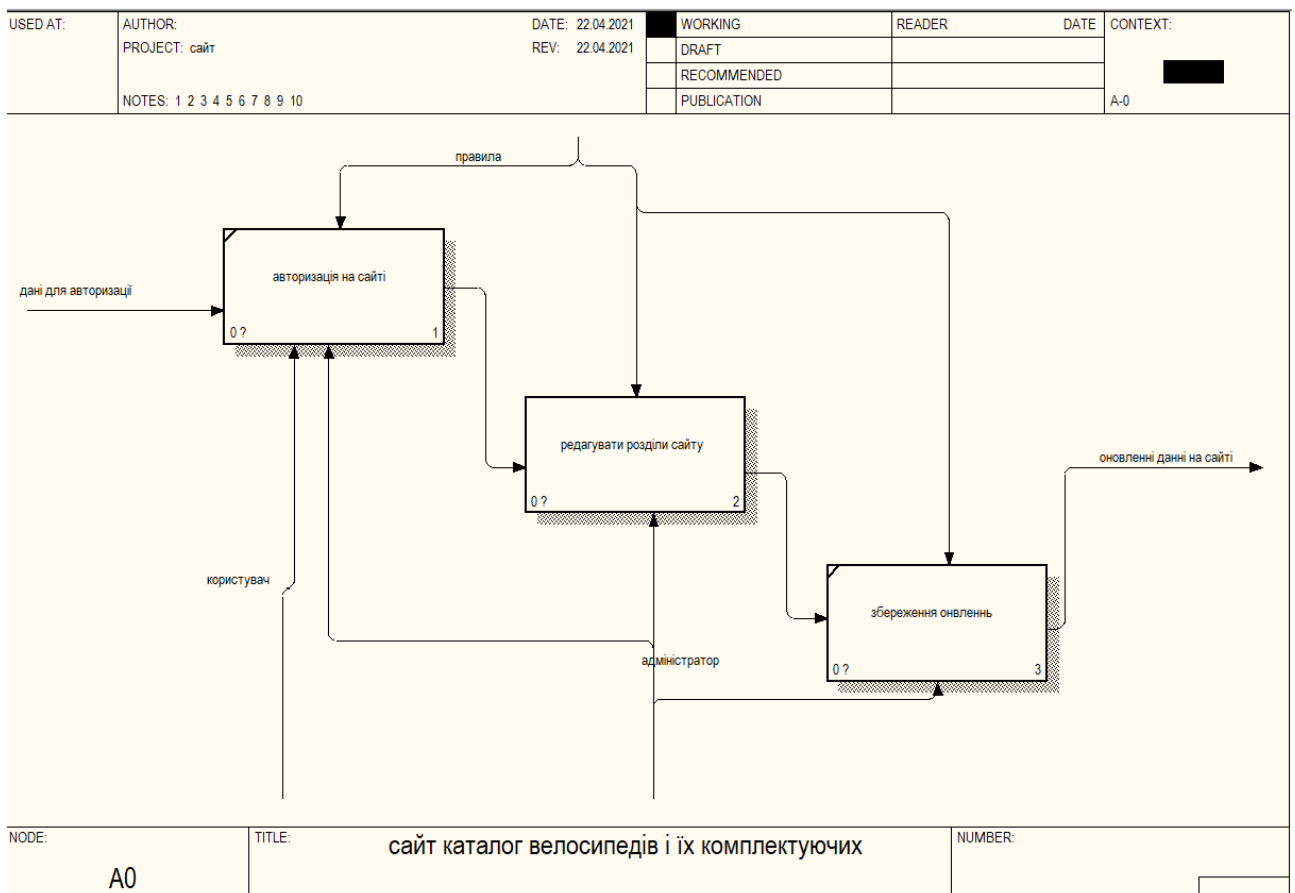 USED AT:
AUTHOR:
DATE: 22.04.2021
WORKING
READER
DATE
CONTEXT:
PROJECT: сайт
REV: 22.04.2021
DRAFT
RECOMMENDED
NOTES: 1 2 3 4 5 6 7 8 9 10
PUBLICATION
A-0
правила
авторизація на сайті
0 ?
1
дані для авторизації
редагувати розділи сайту
0 ?
2
оновленні данні на сайті
користувач
збереження онвленнь
0 ?
3
адміністратор
NODE:
A0
TITLE:
сайт каталог велосипедів і їх комплектуючих
NUMBER: